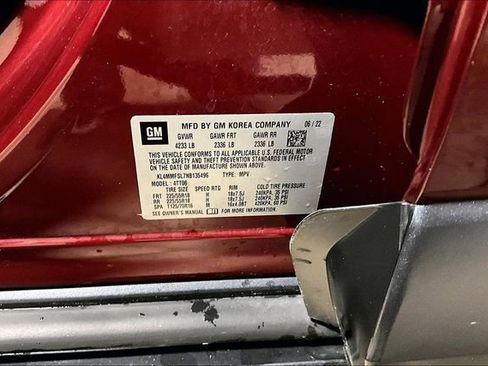 GM
MFD BY GM KOREA COMPANY 06 / 22
GVWR GAWR FRT GAWR RR
4233 LB 2336 LB 2336 LB
THIS VEHICLE CONFORMS TO ALL APPLICABLE U.S. FEDERAL MOTOR
VEHICLE SAFETY AND THEFT PREVENTION STANDARDS IN EFFECT ON THE
DATE OF MANUFACTURE SHOWN ABOVE.
KL4MMFSL7NB135496 TYPE: MPV
MODEL: 4TT06
TIRE SIZE SPEED RTG RIM COLD TIRE PRESSURE
FRT 225/55R18 H 18x7.5J 240KPA, 35 PSI
RR 225/55R18 H 18x7.5J 240KPA, 35 PSI
SPA T125/70R16 M 16x4.0BT 420KPA, 60 PSI
SEE OWNER'S MANUAL FOR MORE INFORMATION